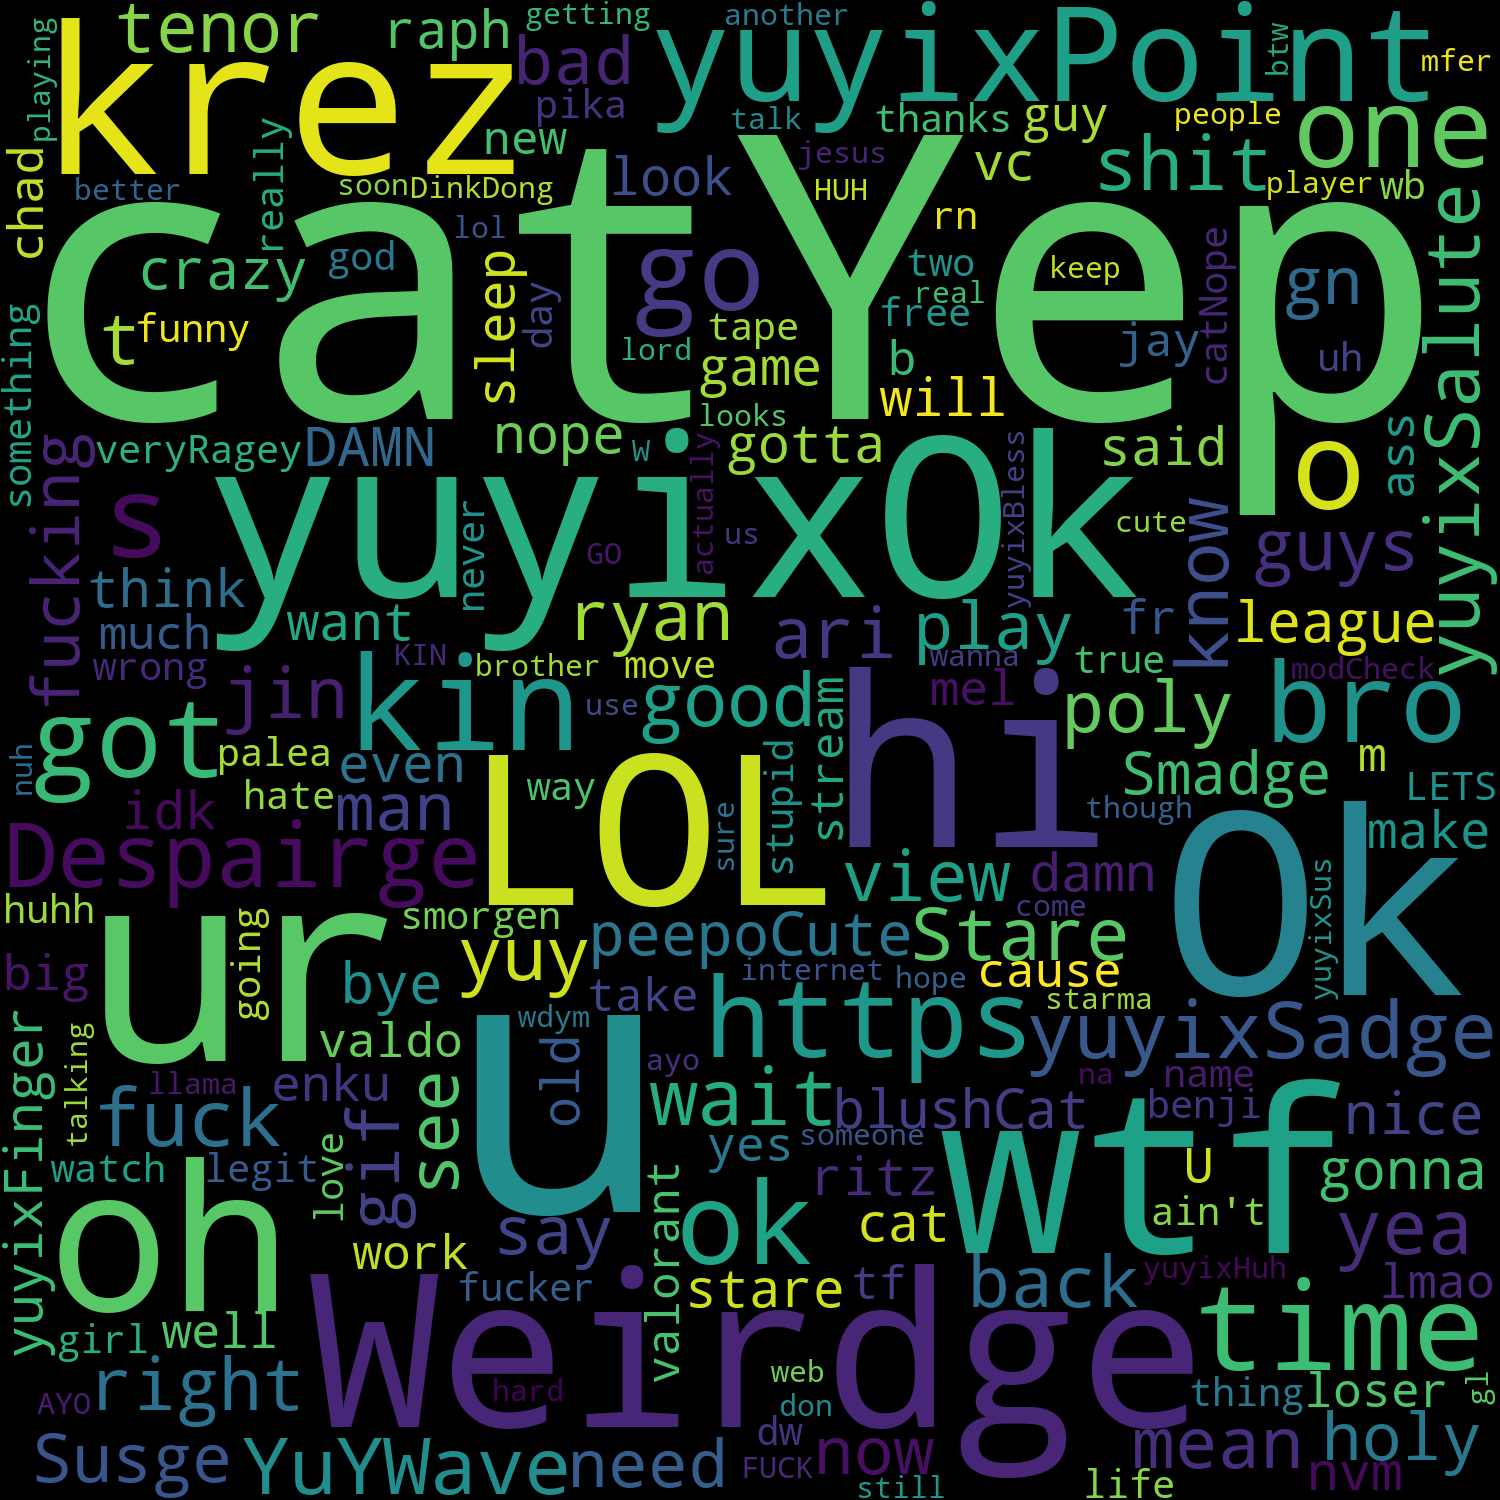 playing
tenor
raph
getting
another
yuyixPoint
btw
mfer
krez
bad
pika
talk
thanks
guy
people
one
chad
better
really
soon
DinkDong
new
look
jesus
HUH
vc
shit
player
wb
catYep
lol
rn
crazy
god
sleep
go
two
real
keep
gn
catNope
yuyixSalute
something
t
funny
day
lord
tape
free
jay
uh
game
b
will
looks
veryRagey
DAMN
nope
w
gotta
said
o
ass
fucking
s
yuyixOk
never
GO
actually
us
yuyixBless
cute
know
guys
think
much
want
ryan
ari
play
fr
league
wrong
KIN
brother
move
wanna
true
modCheck
jin
kin
use
good
stream
hi
mel
poly
bro
got
nuh
palea
even
hate
man
LOL
way
stupid
sure
Smadge
m
LETS
though
idk
make
Despairge
view
damn
Ok
huhh
ur
smorgen
peepoCute
Stare
come
yuyixSus
big
going
bye
yuy
take
internet
hope
cause
starma
yuyixFinger
talking
valdo
u
wdym
old
https
yuyixSadge
llama
enku
ayo
na
name
fuck
gif
see
wait
blushCat
benji
nice
watch
legit
love
yes
someone
wtf
U
gonna
oh
say
valorant
ok
ritz
cat
ain't
yea
work
fucker
stare
tf
back
yuyixHuh
lmao
girl
well
Weirdge
time
AYO
right
hard
web
don
thing
loser
gl
Susge
YuYWave
need
dw
FUCK
now
still
mean
life
holy
nvm